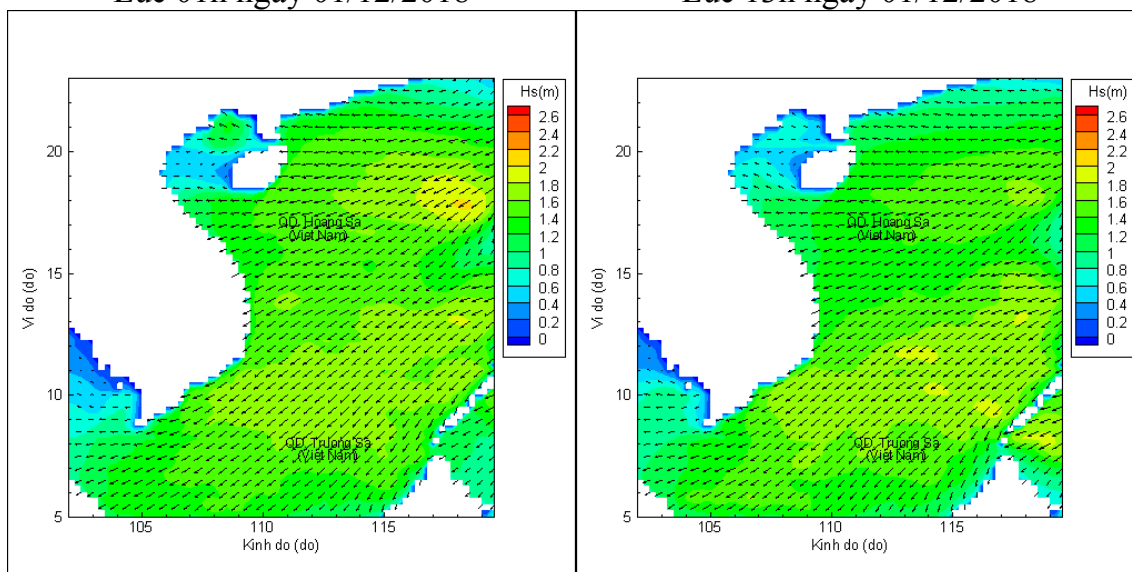 Lúc 01h ngày 01/12/2018
Lúc 13h ngày 01/12/2018
Hs(m)
2.6
2.4
2.2
2
1.8
1.6
1.4
1.2
1
0.8
0.6
0.4
0.2
0
20
15
10
5
Vi do (do)
QD. Hoang Sa
(Viet Nam)
QD. Truong Sa
(Viet Nam)
105
110
115
Kinh do (do)
Hs(m)
2.6
2.4
2.2
2
1.8
1.6
1.4
1.2
1
0.8
0.6
0.4
0.2
0
20
15
10
5
Vi do (do)
QD. Hoang Sa
(Viet Nam)
QD. Truong Sa
(Viet Nam)
105
110
115
Kinh do (do)